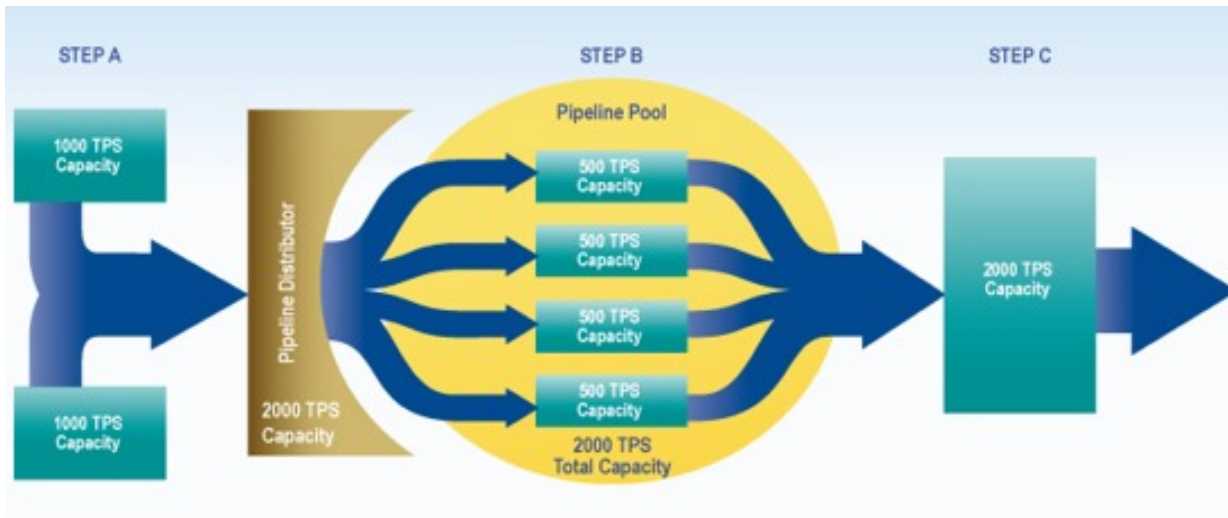 STEP A
STEP B
STEP C
1000 TPS
Capacity
1000 TPS
Capacity
Pipeline Distributor
2000 TPS
Capacity
Pipeline Pool
500 TPS
Capacity
500 TPS
Capacity
500 TPS
Capacity
500 TPS
Capacity
2000 TPS
Total Capacity
2000 TPS
Capacity